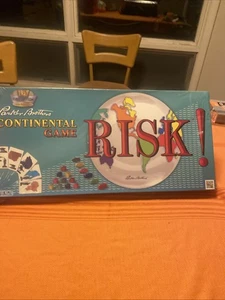 Parker Brothers
CONTINENTAL
GAME
RISK!